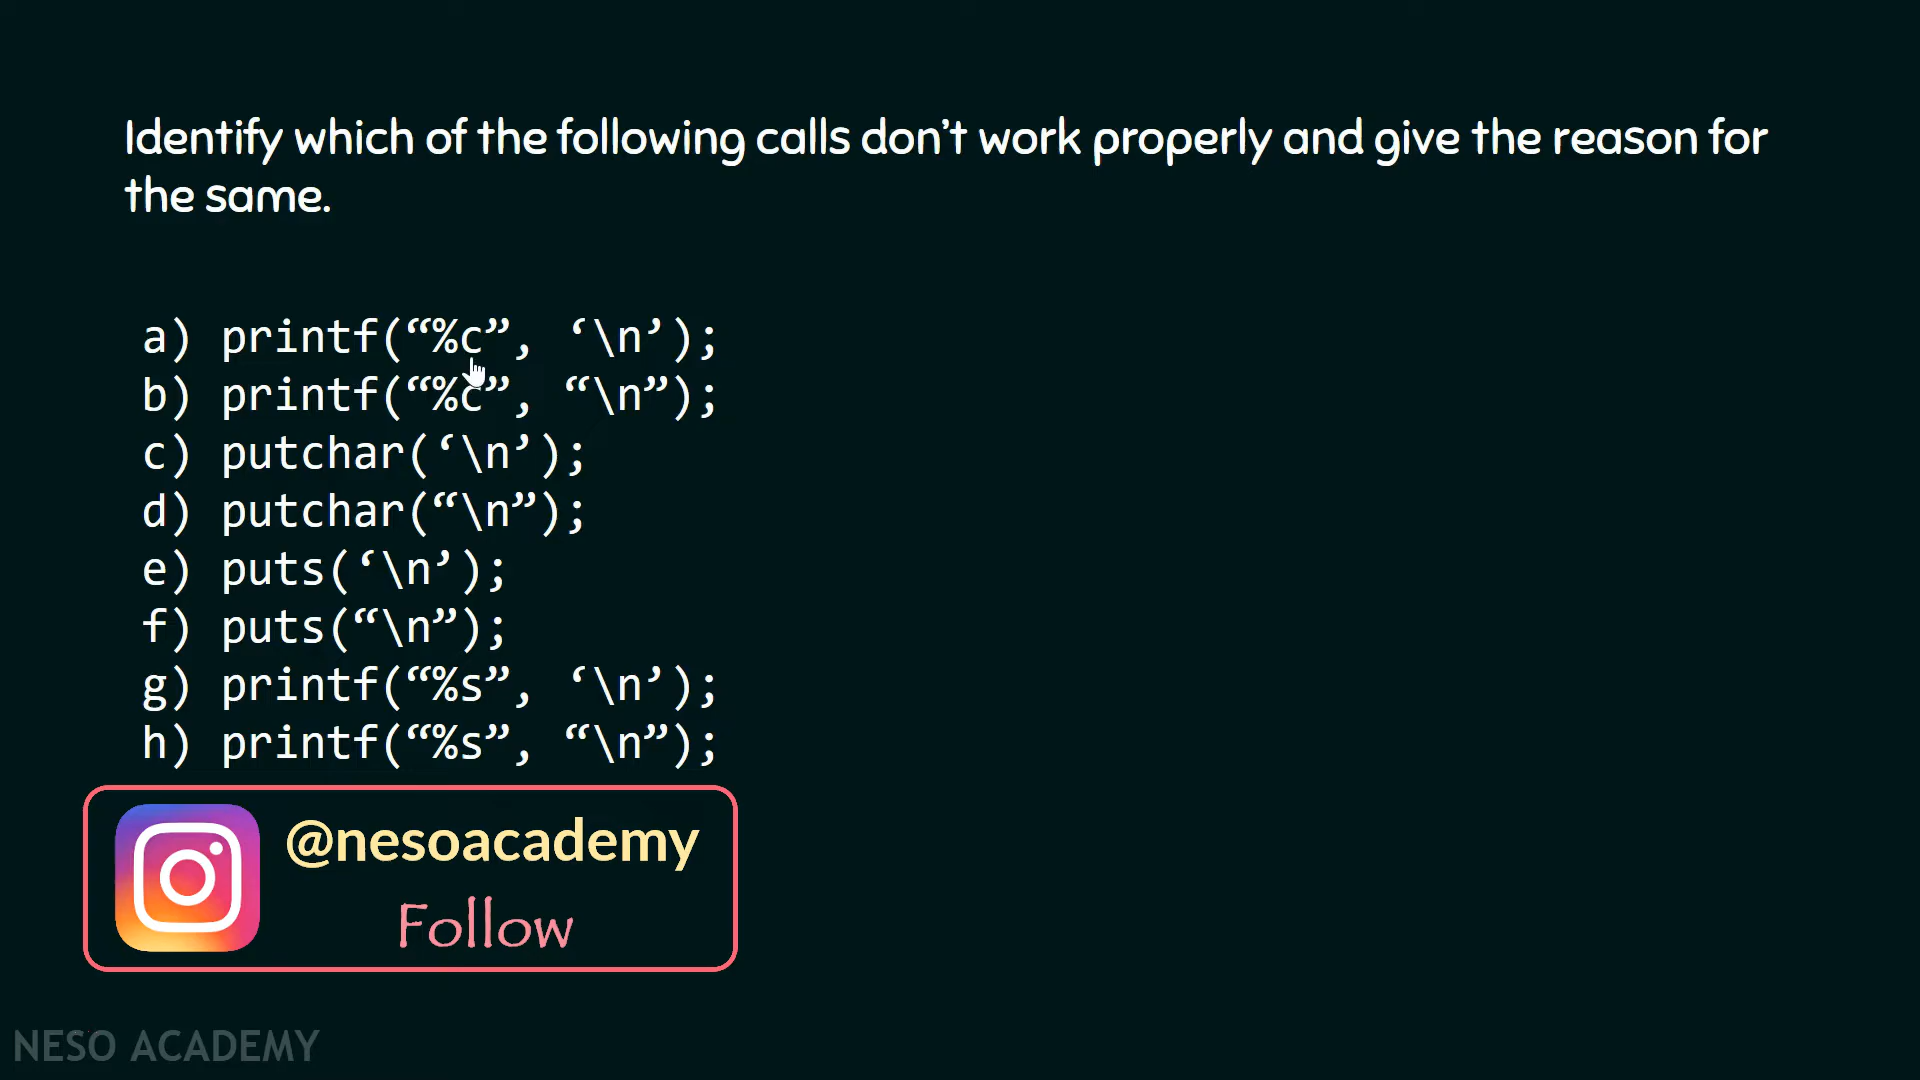 Identify which of the following calls don’t work properly and give the reason for
the same.
a) printf(“%c”, ‘\n’);
b) printf(“%c”, “\n”);
c) putchar(‘\n’);
d) putchar(“\n”);
e) puts(‘\n’);
f) puts(“\n”);
g) printf(“%s”, ‘\n’);
h) printf(“%s”, “\n”);
@nesoacademy
Follow
NESO ACADEMY